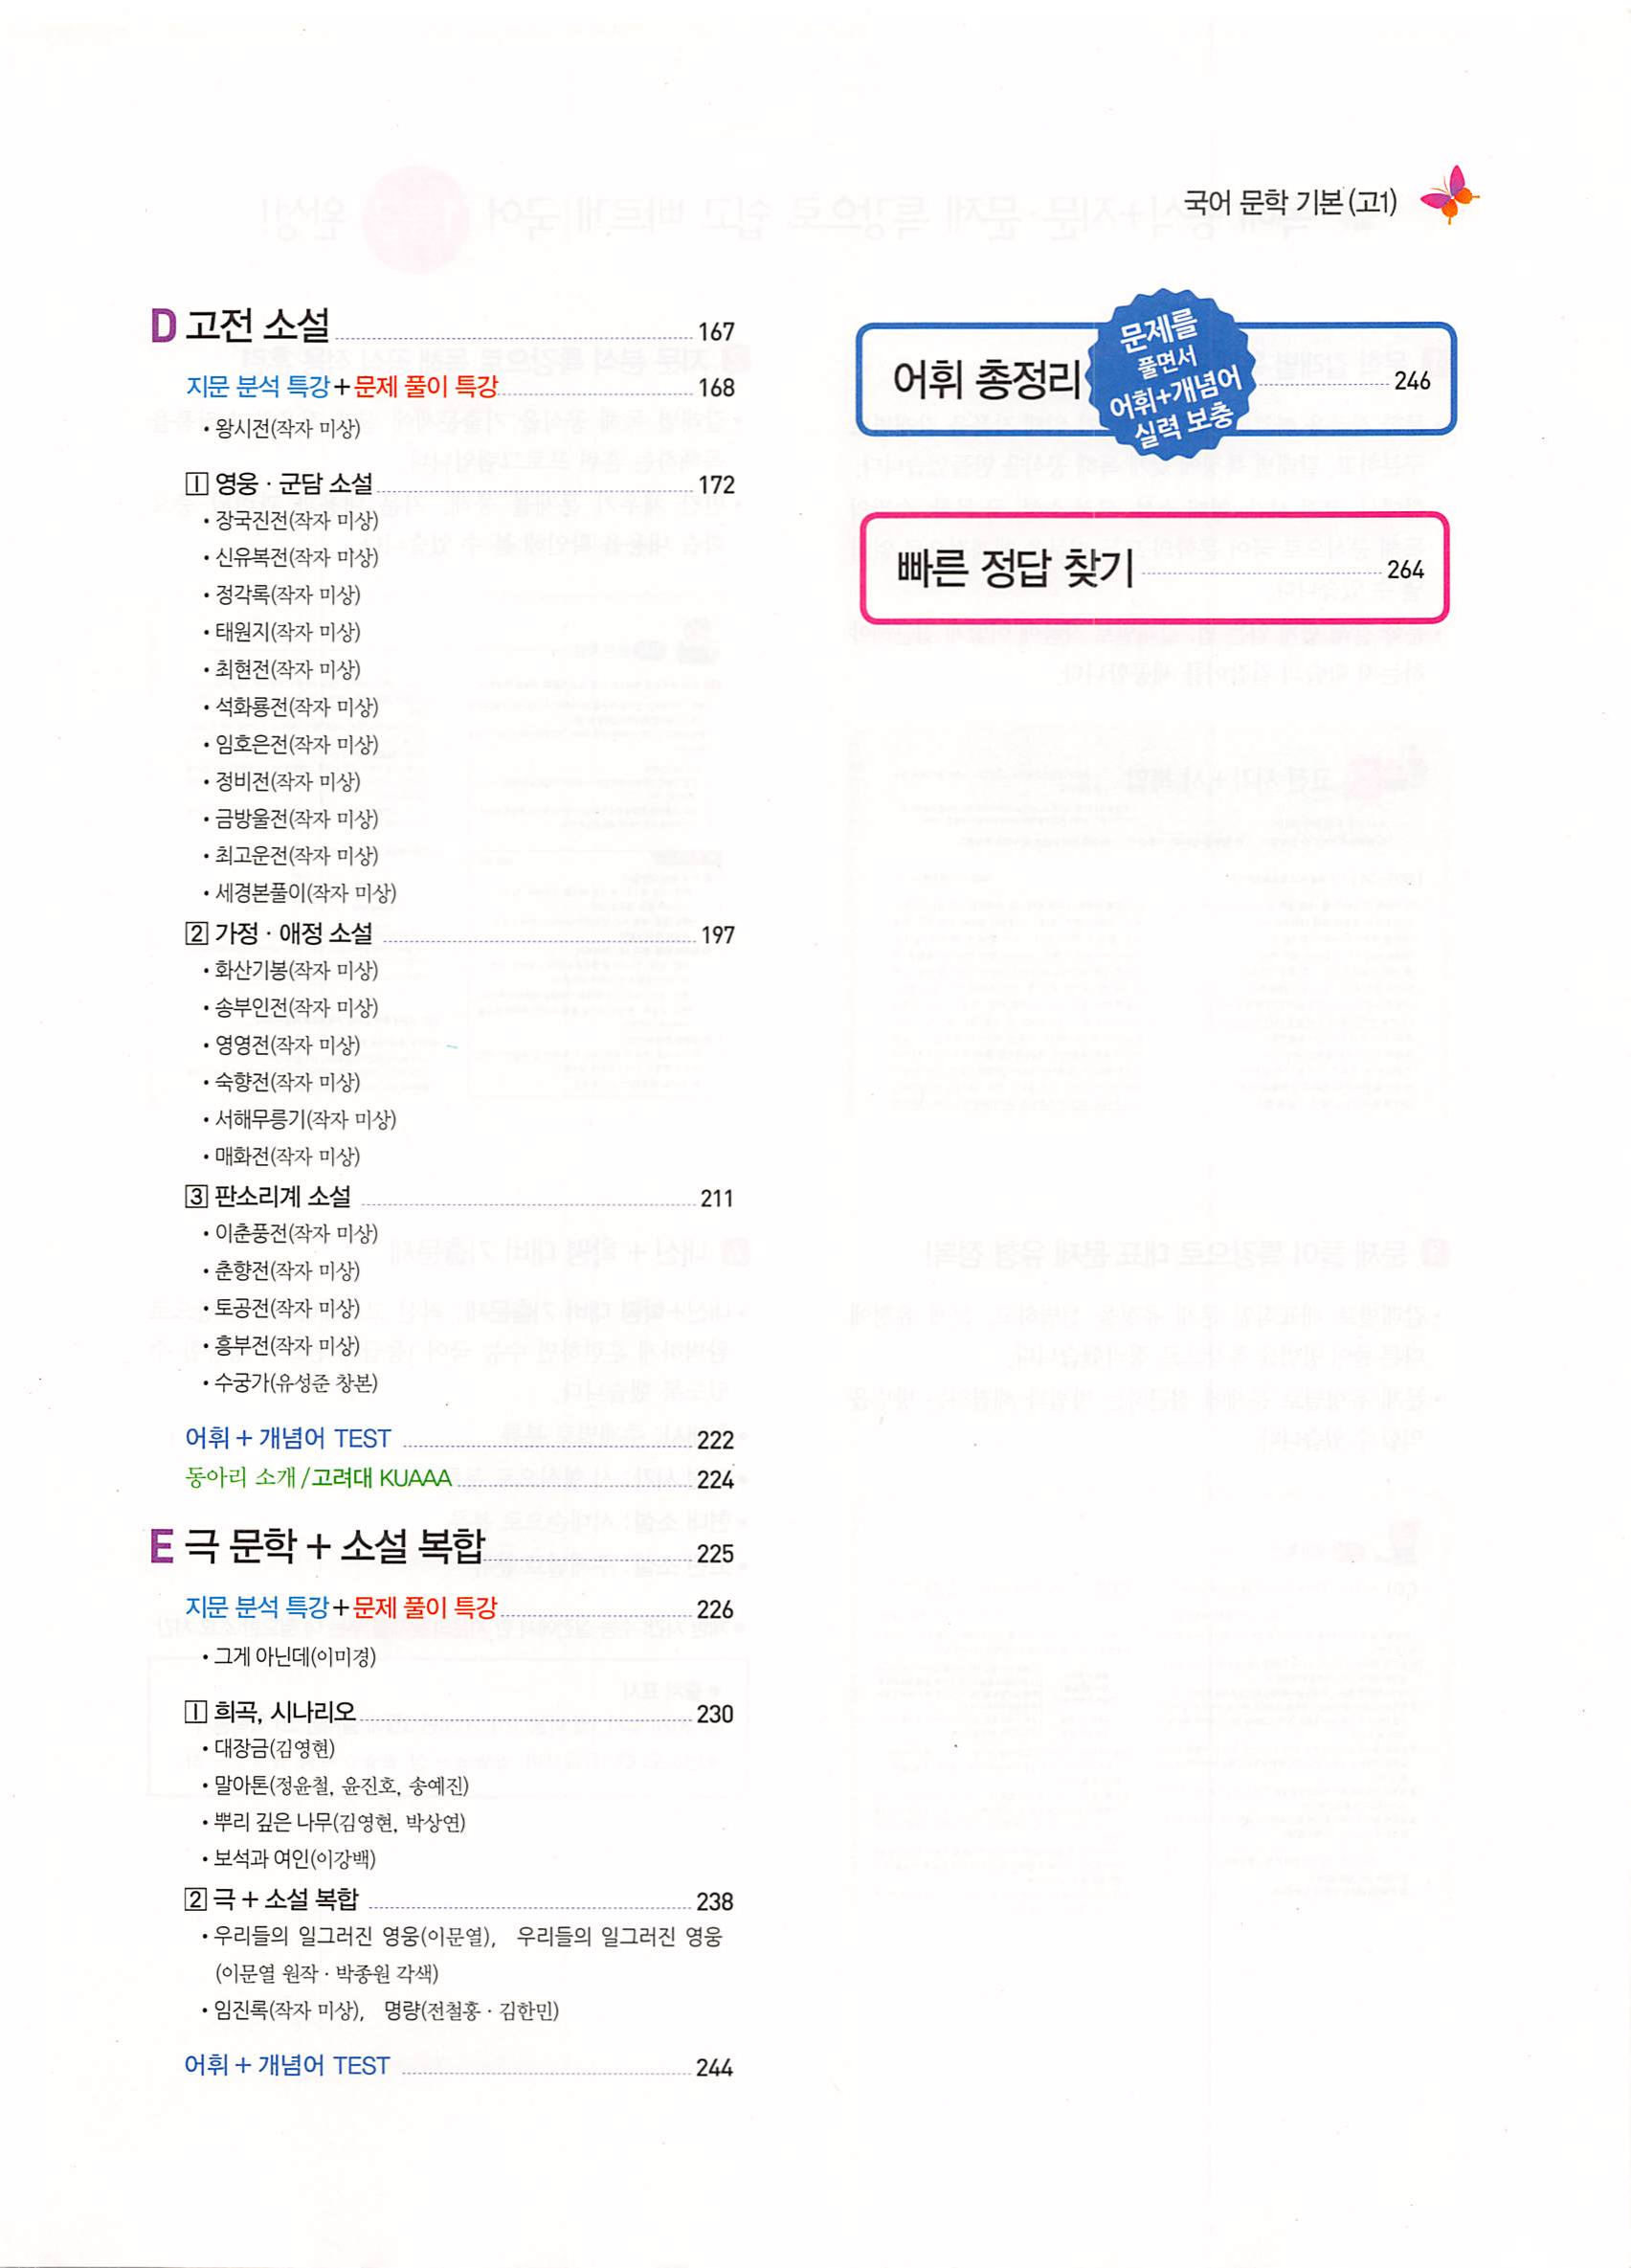 국어 문학 기본(고1)
D 고전 소설 167
지문 분석 특강+문제 풀이 특강 168
• 왕시전(작자 미상)
1 영웅 · 군담 소설 172
• 장국진전(작자 미상)
• 신유복전(작자 미상)
• 정각록(작자 미상)
• 태원지(작자 미상)
• 최현전(작자 미상)
• 석화룡전(작자 미상)
• 임호은전(작자 미상)
• 정비전(작자 미상)
• 금방울전(작자 미상)
• 최고운전(작자 미상)
• 세경본풀이(작자 미상)
2 가정 · 애정 소설 197
• 화산기봉(작자 미상)
• 송부인전(작자 미상)
• 영영전(작자 미상)
• 숙향전(작자 미상)
• 서해무릉기(작자 미상)
• 매화전(작자 미상)
3 판소리계 소설 211
• 이춘풍전(작자 미상)
• 춘향전(작자 미상)
• 토공전(작자 미상)
• 흥부전(작자 미상)
• 수궁가(유성준 창본)
어휘 + 개념어 TEST 222
동아리 소개/고려대 KUAAA 224
E 극 문학 + 소설 복합 225
지문 분석 특강+문제 풀이 특강 226
• 그게 아닌데(이미경)
1 희곡, 시나리오 230
• 대장금(김영현)
• 말아톤(정윤철, 윤진호, 송예진)
• 뿌리 깊은 나무(김영현, 박상연)
• 보석과 여인(이강백)
2 극 + 소설 복합 238
• 우리들의 일그러진 영웅(이문열), 우리들의 일그러진 영웅
(이문열 원작 · 박종원 각색)
• 임진록(작자 미상), 명량(전철홍 · 김한민)
어휘 + 개념어 TEST 244
어휘 총정리 246
문제를
풀면서
어휘+개념어
실력 보충
빠른 정답 찾기 264